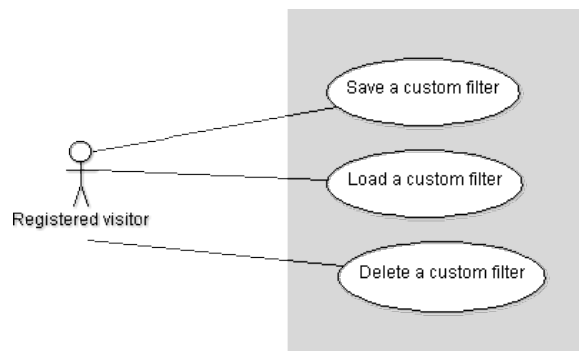 Save a custom filter
Load a custom filter
Registered visitor
Delete a custom filter